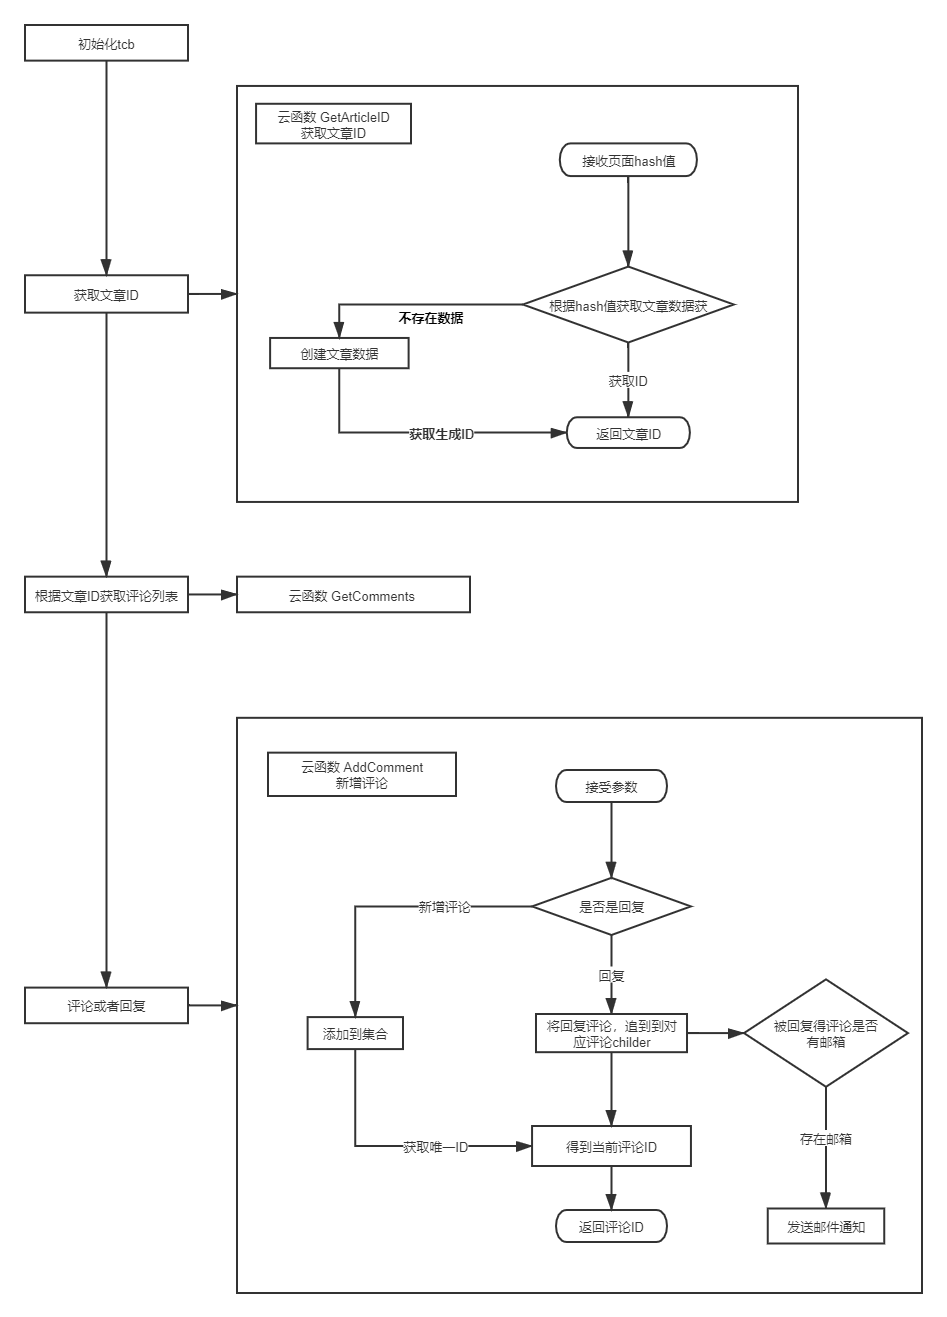 初始化tcb
云函数 GetArticleID
获取文章ID
接收页面hash值
获取文章ID
根据hash值获取文章数据获
不存在数据
创建文章数据
获取ID
获取生成ID
返回文章ID
根据文章ID获取评论列表
云函数 GetComments
云函数 AddComment
新增评论
接受参数
新增评论
是否是回复
回复
评论或者回复
添加到集合
将回复评论，追到到对
应评论childer
被回复得评论是否
有邮箱
获取唯一ID
得到当前评论ID
存在邮箱
返回评论ID
发送邮件通知